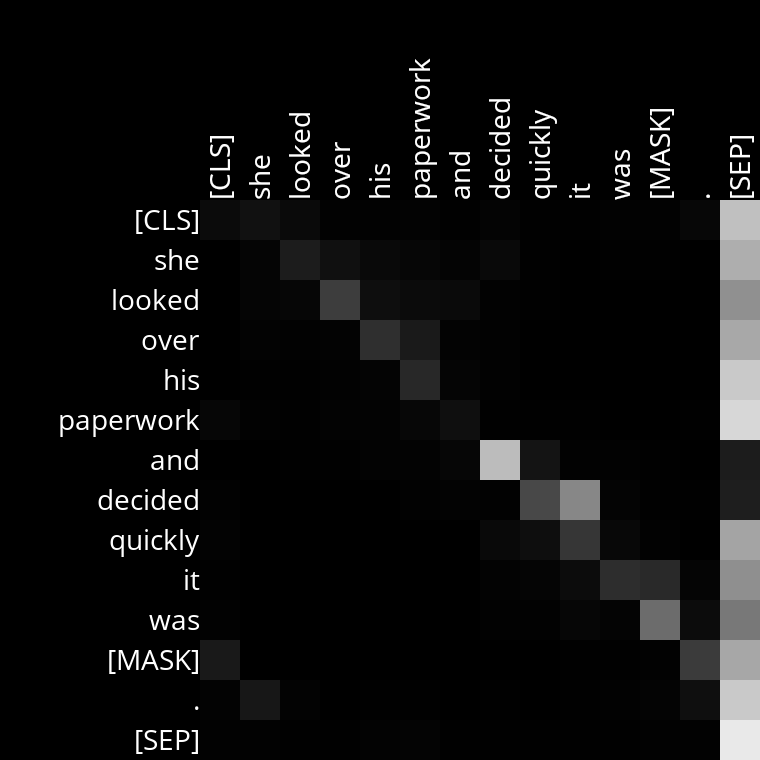 [CLS] she looked over his paperwork and decided quickly it was [MASK] . [SEP]
[CLS]
she
looked
over
his
paperwork
and
decided
quickly
it
was
[MASK]
.
[SEP]